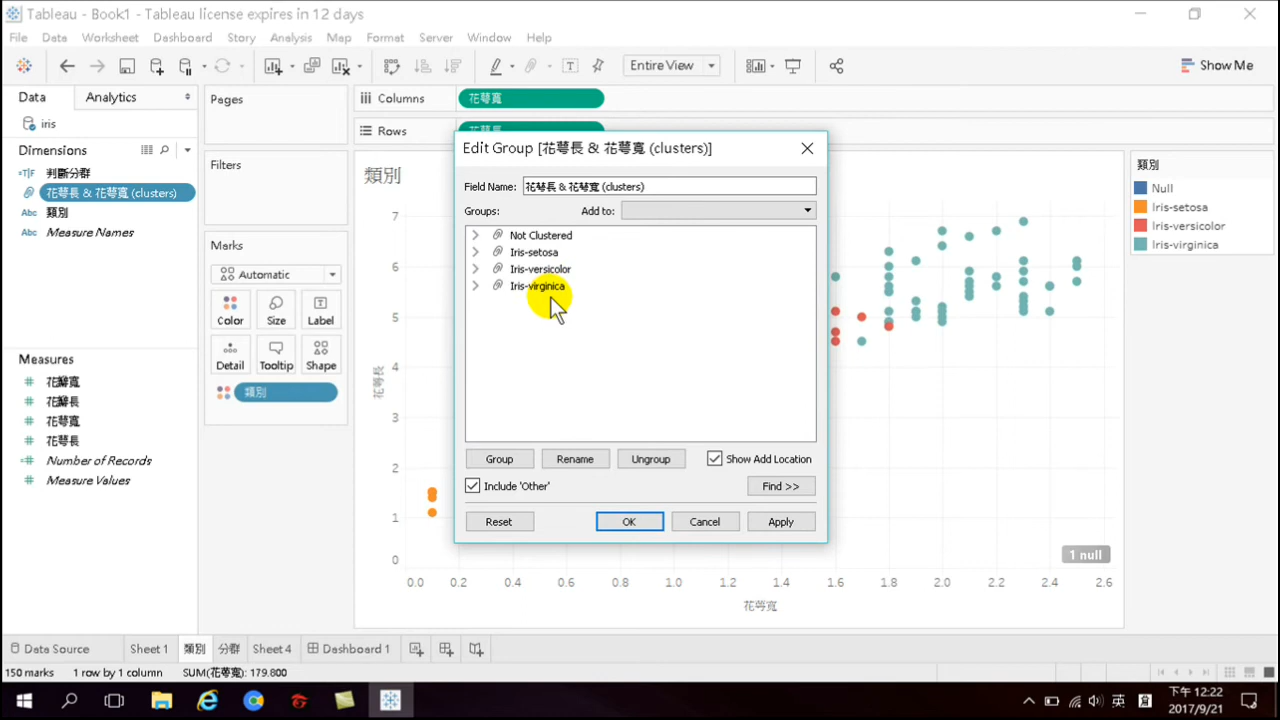 Tableau - Book1 - Tableau license expires in 12 days
File Data Worksheet Dashboard Story Analysis Map Format Server Window Help
Entire View
Show Me
Data Analytics
iris
Dimensions
=T|F 判斷分群
花萼長 & 花萼寬 (clusters)
Abc 類別
Abc Measure Names
Measures
花瓣寬
花瓣長
花萼寬
花萼長
Number of Records
Measure Values
Pages
Filters
Marks
Automatic
Color Size Label
Detail Tooltip Shape
類別
Columns 花萼寬
Rows 花萼長
類別
7
6
5
4
3
2
1
0
花萼長
0.0 0.2 0.4 0.6 0.8 1.0 1.2 1.4 1.6 1.8 2.0 2.2 2.4 2.6
花萼寬
1 null
Edit Group [花萼長 & 花萼寬 (clusters)]
Field Name: 花萼長 & 花萼寬 (clusters)
Groups: Add to:
Not Clustered
Iris-setosa
Iris-versicolor
Iris-virginica
Group Rename Ungroup Show Add Location
Include 'Other' Find >>
Reset OK Cancel Apply
類別
Null
Iris-setosa
Iris-versicolor
Iris-virginica
Data Source Sheet 1 類別 分群 Sheet 4 Dashboard 1
150 marks 1 row by 1 column SUM(花萼寬): 179.800
英
下午 12:22
2017/9/21